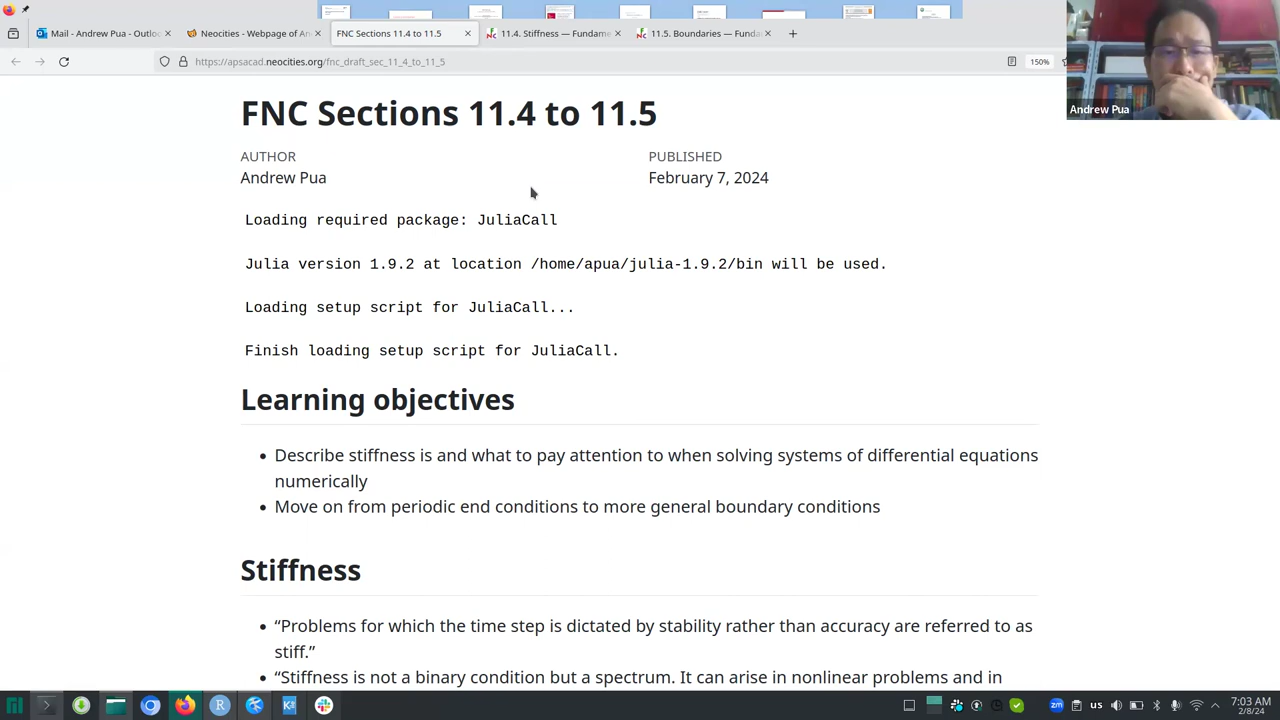 Mail - Andrew Pua - Outloo
Neocities - Webpage of An
FNC Sections 11.4 to 11.5
11.4. Stiffness — Fundame
11.5. Boundaries — Funda
https://apsacad.neocities.org/fnc_draft_sec_11_4_to_11_5
150%
Andrew Pua
FNC Sections 11.4 to 11.5
AUTHOR
Andrew Pua
PUBLISHED
February 7, 2024
Loading required package: JuliaCall
Julia version 1.9.2 at location /home/apua/julia-1.9.2/bin will be used.
Loading setup script for JuliaCall...
Finish loading setup script for JuliaCall.
Learning objectives
• Describe stiffness is and what to pay attention to when solving systems of differential equations
numerically
• Move on from periodic end conditions to more general boundary conditions
Stiffness
• “Problems for which the time step is dictated by stability rather than accuracy are referred to as
stiff.”
• “Stiffness is not a binary condition but a spectrum. It can arise in nonlinear problems and in
us
7:03 AM
2/8/24